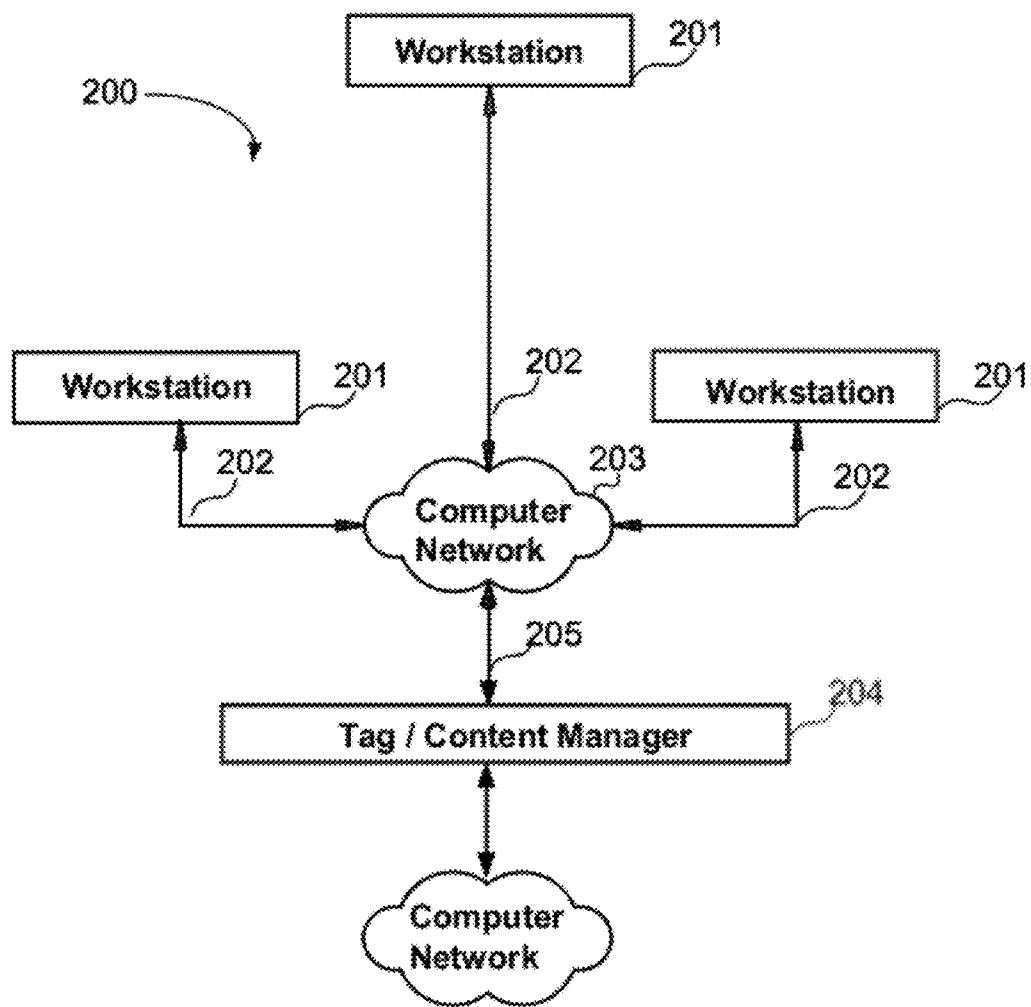 Workstation
201
200
Workstation
201
202
Workstation
201
202
203
202
Computer
Network
205
204
Tag / Content Manager
Computer
Network